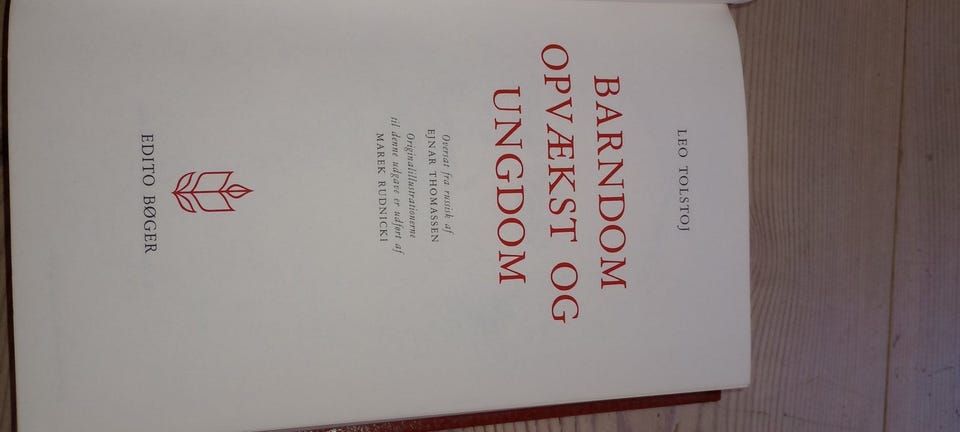 LEO TOLSTOJ
BARNDOM
OPVÆKST OG
UNGDOM
Oversat fra russisk af
EJNAR THOMASSEN
Originalillustrationerne
til denne udgave er udført af
MAREK RUDNICKI
EDITO BØGER